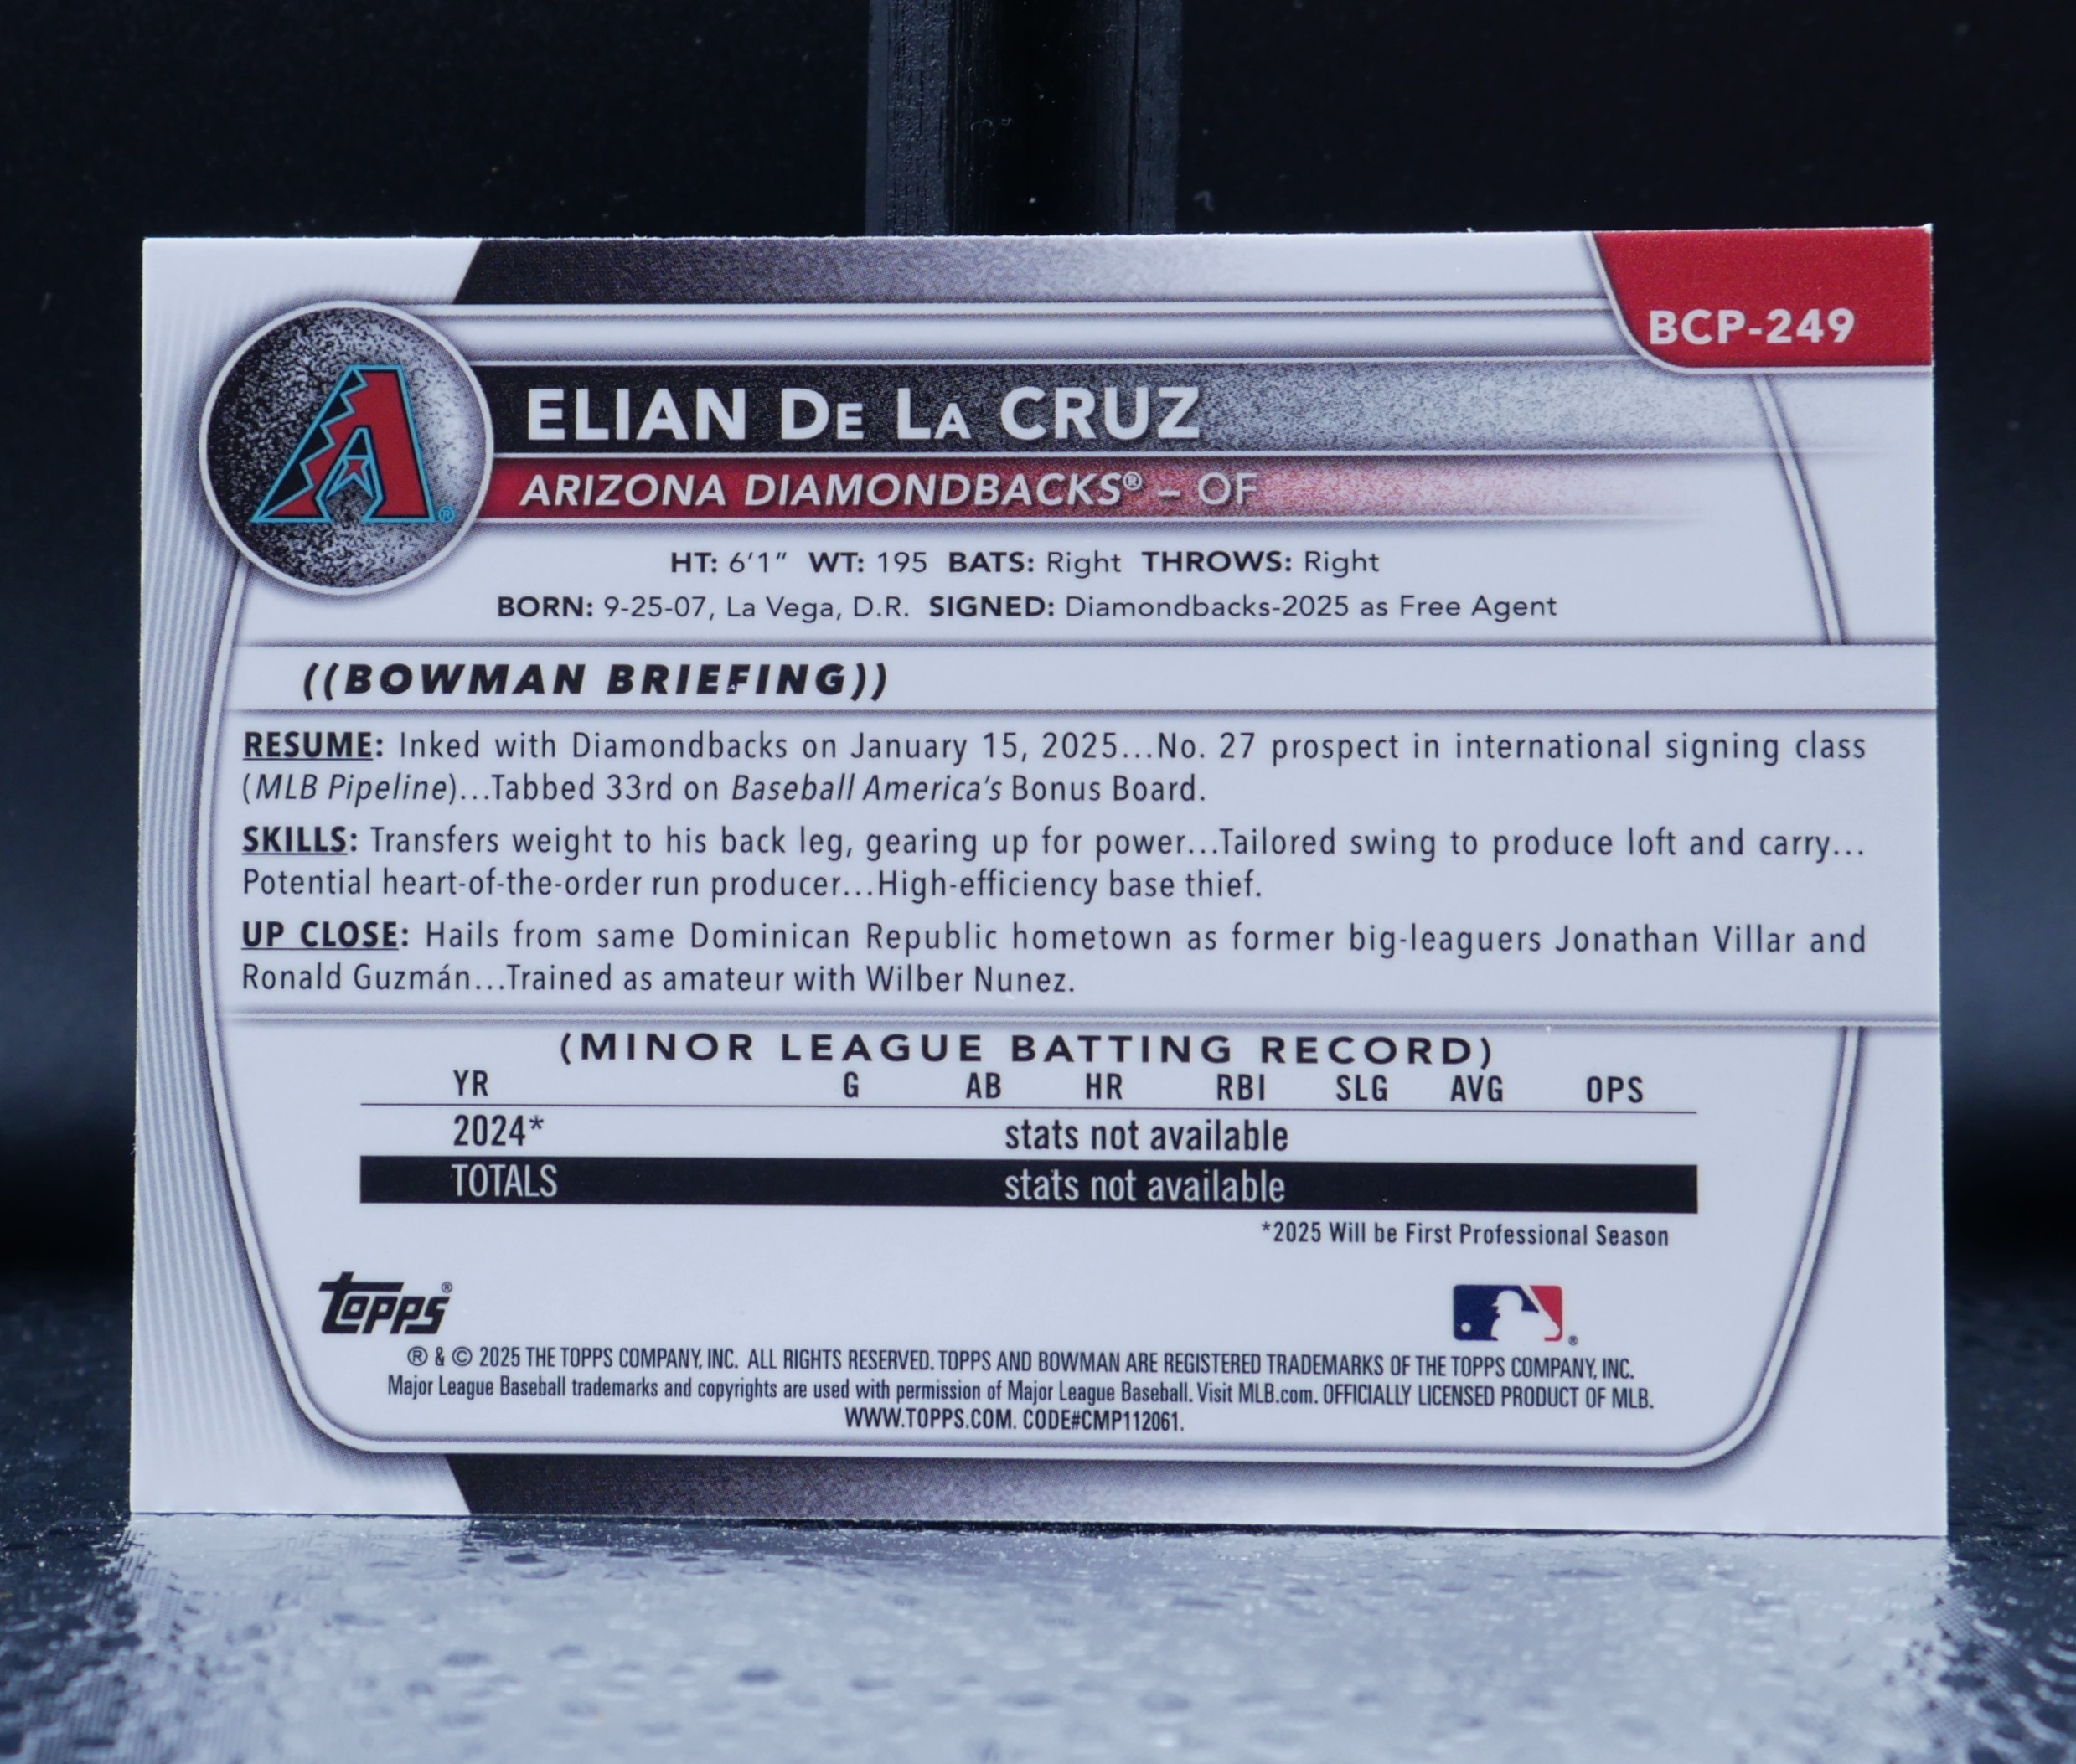 BCP-249
ELIAN DE LA CRUZ
ARIZONA DIAMONDBACKS® – OF
HT: 6'1" WT: 195 BATS: Right THROWS: Right
BORN: 9-25-07, La Vega, D.R. SIGNED: Diamondbacks-2025 as Free Agent
((BOWMAN BRIEFING))
RESUME: Inked with Diamondbacks on January 15, 2025...No. 27 prospect in international signing class
(MLB Pipeline)...Tabbed 33rd on Baseball America's Bonus Board.
SKILLS: Transfers weight to his back leg, gearing up for power...Tailored swing to produce loft and carry...
Potential heart-of-the-order run producer...High-efficiency base thief.
UP CLOSE: Hails from same Dominican Republic hometown as former big-leaguers Jonathan Villar and
Ronald Guzmán...Trained as amateur with Wilber Nunez.
(MINOR LEAGUE BATTING RECORD)
YR G AB HR RBI SLG AVG OPS
2024* stats not available
TOTALS stats not available
*2025 Will be First Professional Season
Topps®
® & © 2025 THE TOPPS COMPANY, INC. ALL RIGHTS RESERVED. TOPPS AND BOWMAN ARE REGISTERED TRADEMARKS OF THE TOPPS COMPANY, INC.
Major League Baseball trademarks and copyrights are used with permission of Major League Baseball. Visit MLB.com. OFFICIALLY LICENSED PRODUCT OF MLB.
WWW.TOPPS.COM. CODE#CMP112061.